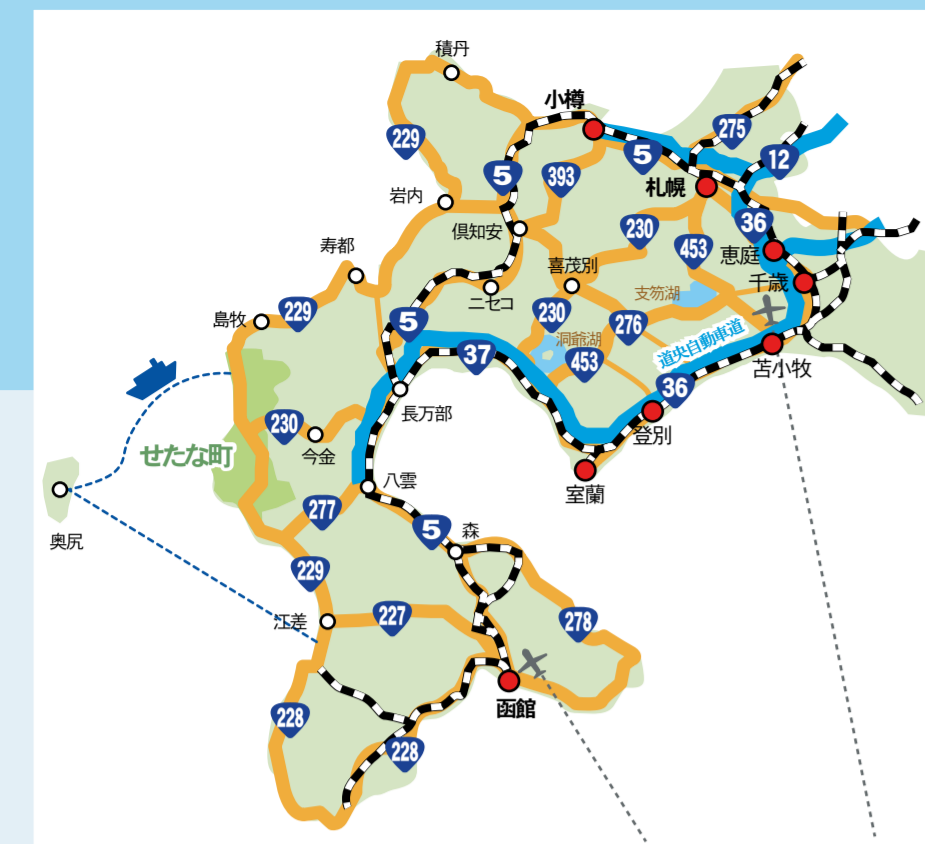 積丹
小樽
229
5
275
5
393
12
札幌
岩内
倶知安
230
36
453
恵庭
寿都
喜茂別
千歳
支笏湖
ニセコ
島牧
229
5
230
276
道央自動車道
洞爺湖
37
453
苫小牧
36
長万部
230
登別
今金
せたな町
八雲
室蘭
277
奥尻
5
森
229
江差
227
278
函館
228
228